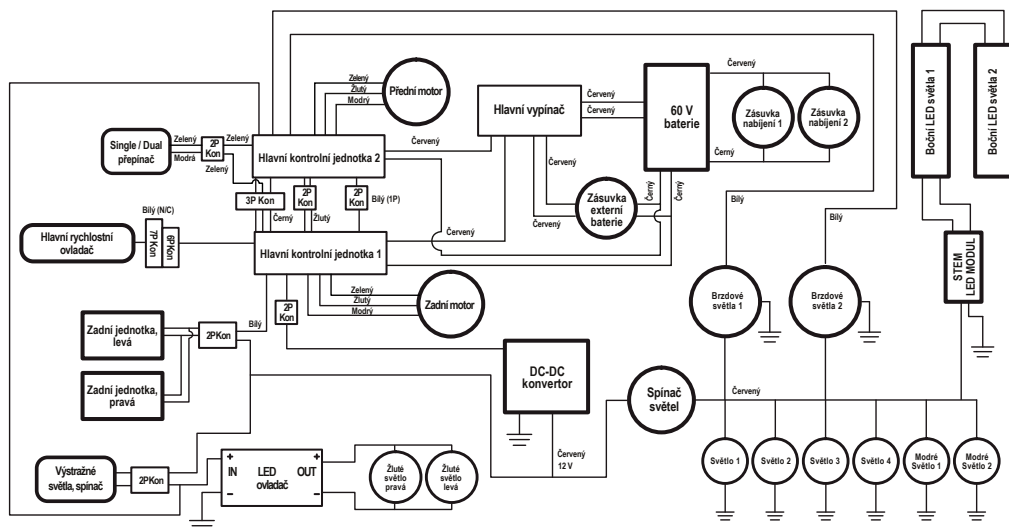 Zelený
Žlutý
Modrý
Přední motor
Single / Dual
přepínač
Zelený
Modrá
2P
Kon
Zelený
Zelený
Hlavní kontrolní jednotka 2
Červený
Hlavní vypínač
Červený
Červený
60 V
baterie
Červený
Černý
Zásuvka
nabíjení 1
Zásuvka
nabíjení 2
Boční LED světla 1
Boční LED světla 2
3P Kon
Černý
2P
Kon
Žlutý
2P
Kon
Bílý (1P)
Červený
Červený
Červený
Zásuvka
externí
baterie
Černý
Černý
Bílý
Bílý
Hlavní rychlostní
ovladač
Bílý (N/C)
7P Kon
6PKon
Hlavní kontrolní jednotka 1
Červený
STEM
LED MODUL
2P
Kon
Zelený
Žlutý
Modrý
Zadní motor
Brzdové
světla 1
Brzdové
světla 2
Zadní jednotka,
levá
2PKon
Bílý
Zadní jednotka,
pravá
DC-DC
konvertor
Spínač
světel
Červený
Výstražné
světla, spínač
2PKon
+
IN
–
LED
ovladač
+
OUT
–
Žluté
světlo
pravá
Žluté
světlo
levá
Červený
12 V
Světlo 1
Světlo 2
Světlo 3
Světlo 4
Modré
Světlo 1
Modré
Světlo 2